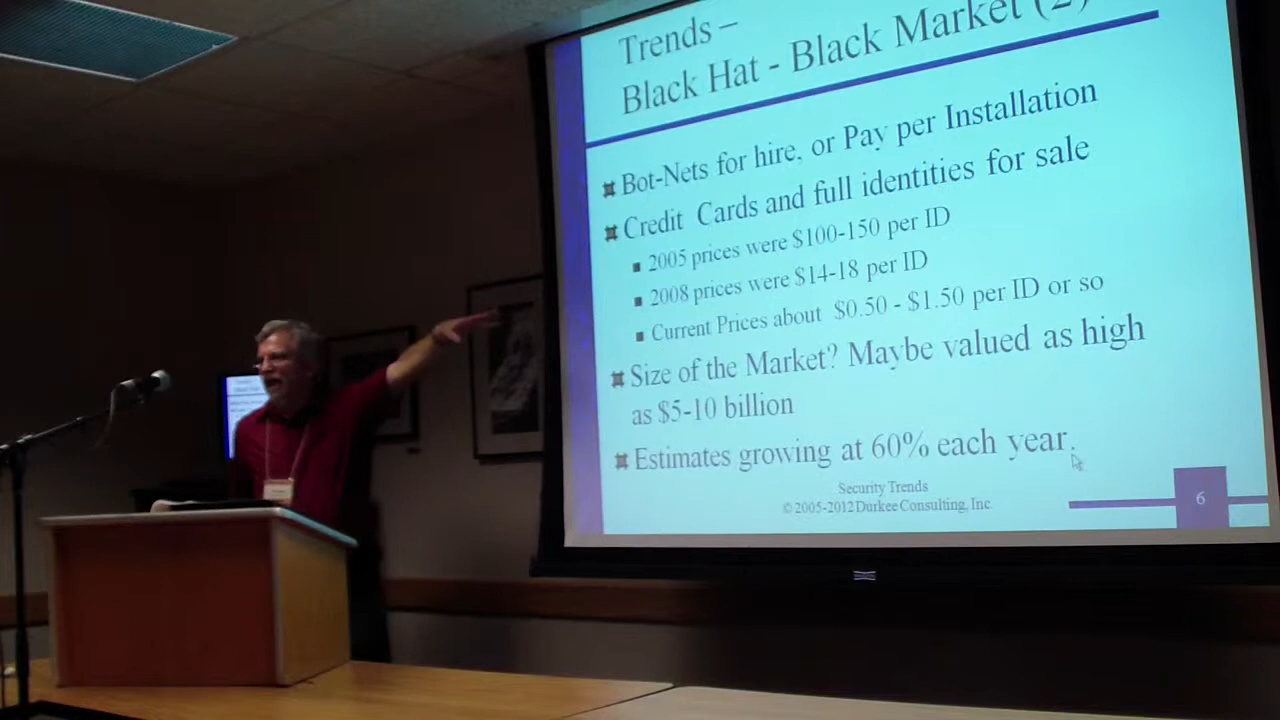 Trends –
Black Hat - Black Market (2)
Bot-Nets for hire, or Pay per Installation
Credit Cards and full identities for sale
2005 prices were $100-150 per ID
2008 prices were $14-18 per ID
Current Prices about $0.50 - $1.50 per ID or so
Size of the Market? Maybe valued as high
as $5-10 billion
Estimates growing at 60% each year.
Security Trends
© 2005-2012 Durkee Consulting, Inc
6